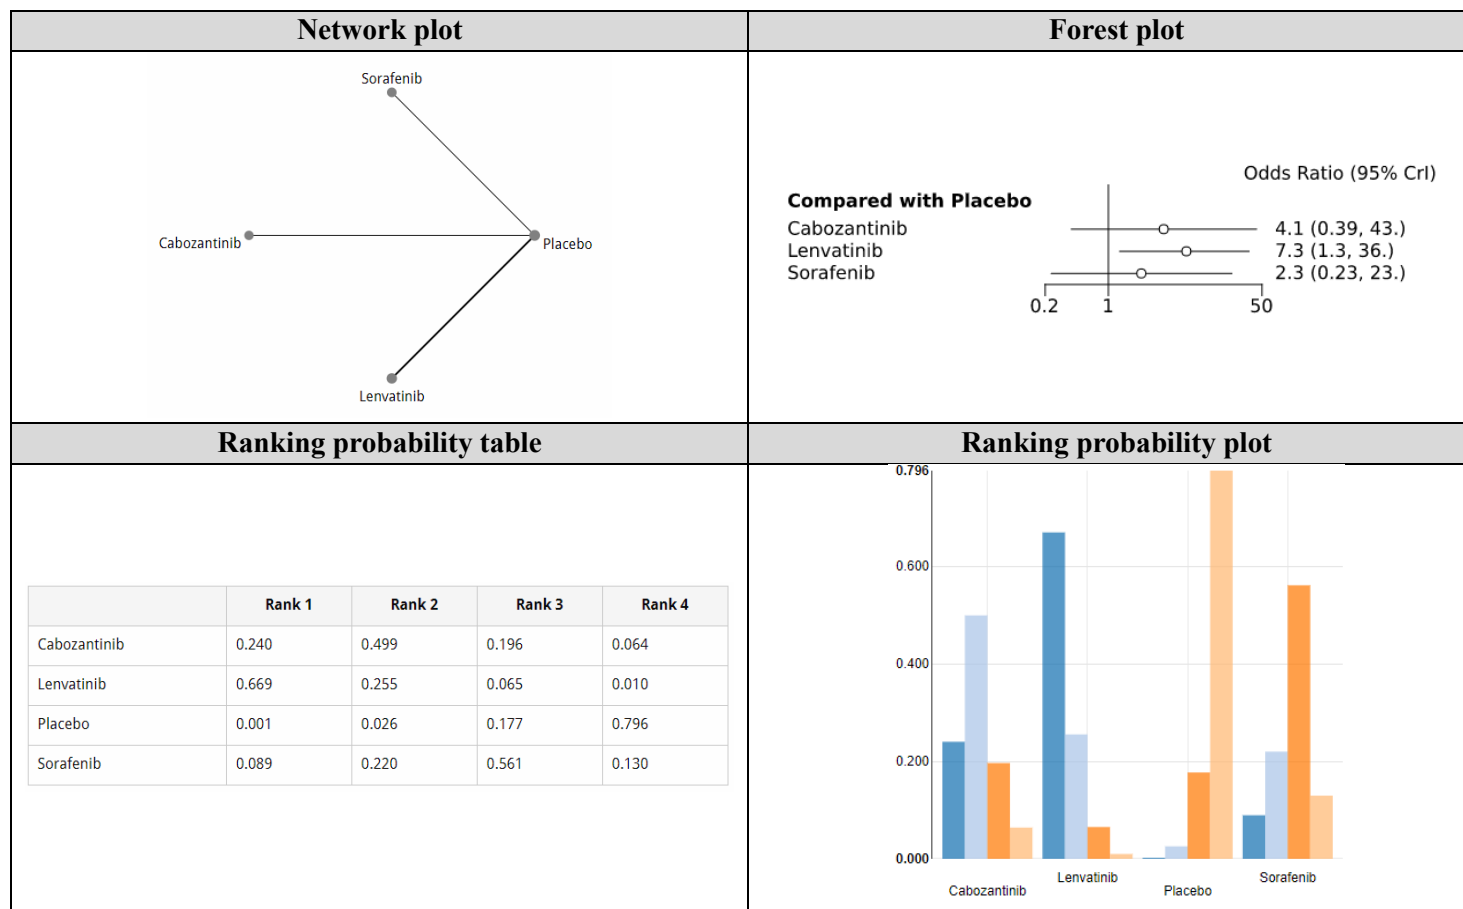 Network plot
Forest plot
Sorafenib
Cabozantinib
Placebo
Lenvatinib
Odds Ratio (95% CrI)
Compared with Placebo
Cabozantinib 4.1 (0.39, 43.)
Lenvatinib 7.3 (1.3, 36.)
Sorafenib 2.3 (0.23, 23.)
0.2 1 50
Ranking probability table
Ranking probability plot
Rank 1 Rank 2 Rank 3 Rank 4
Cabozantinib 0.240 0.499 0.196 0.064
Lenvatinib 0.669 0.255 0.065 0.010
Placebo 0.001 0.026 0.177 0.796
Sorafenib 0.089 0.220 0.561 0.130
0.796
0.600
0.400
0.200
0.000
Cabozantinib Lenvatinib Placebo Sorafenib